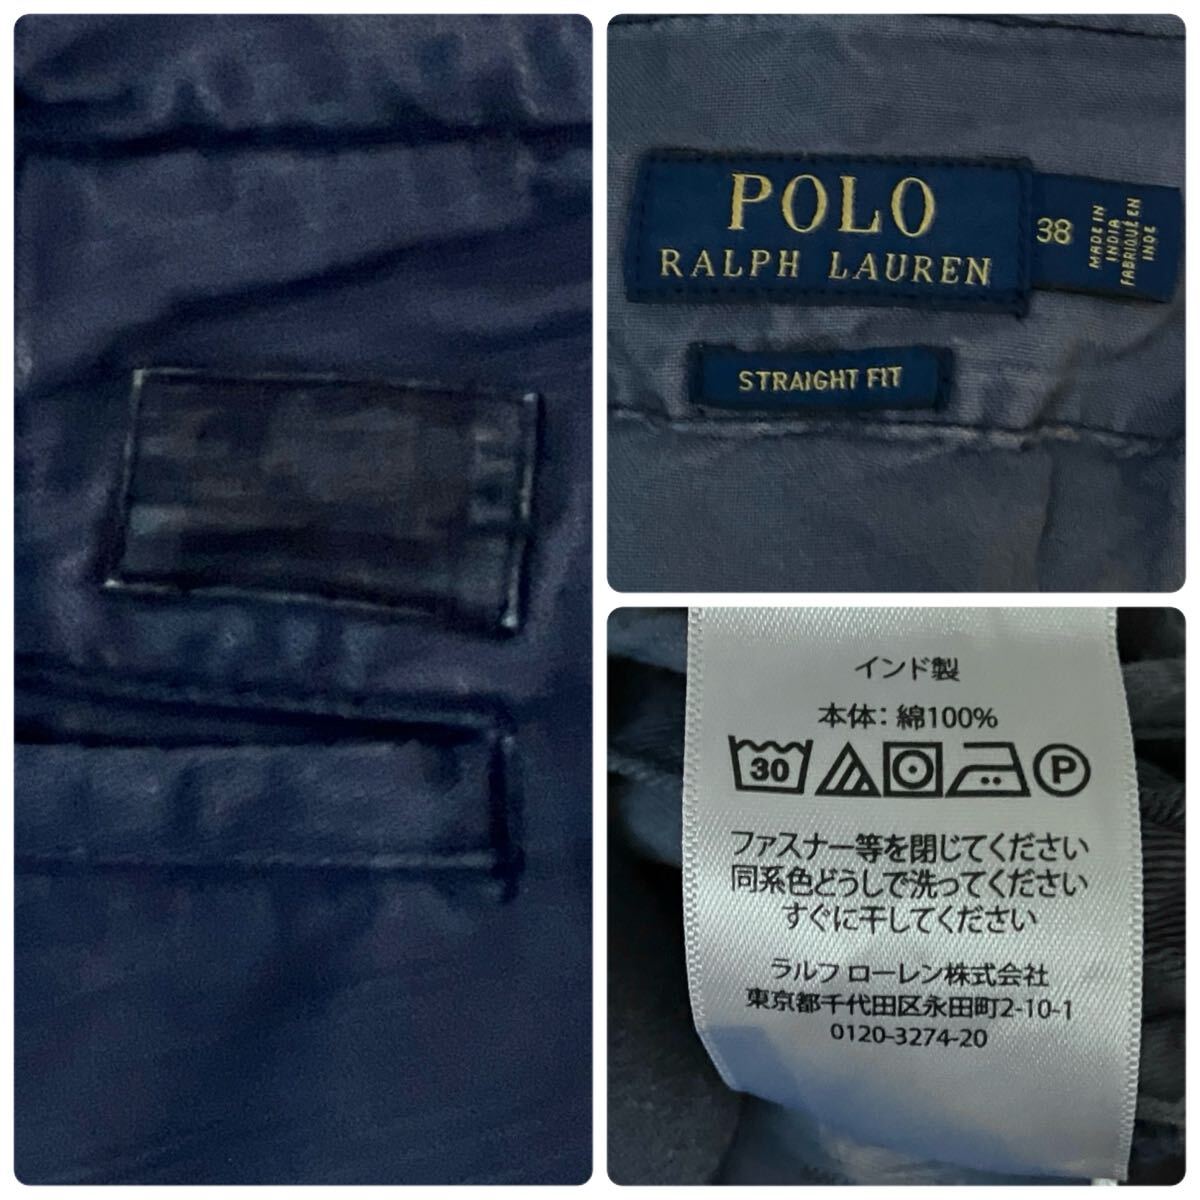 POLO
RALPH LAUREN
38
MADE IN
INDIA
FABRIQUÉ EN
INDE
STRAIGHT FIT
インド製
本体: 綿100%
30
P
ファスナー等を閉じてください
同系色どうしで洗ってください
すぐに干してください
ラルフ ローレン株式会社
東京都千代田区永田町2-10-1
0120-3274-20